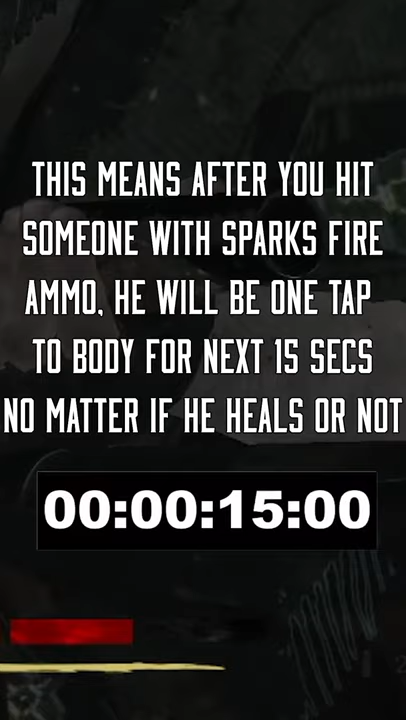 THIS MEANS AFTER YOU HIT
SOMEONE WITH SPARKS FIRE
AMMO, HE WILL BE ONE TAP
TO BODY FOR NEXT 15 SECS
NO MATTER IF HE HEALS OR NOT
00:00:15:00